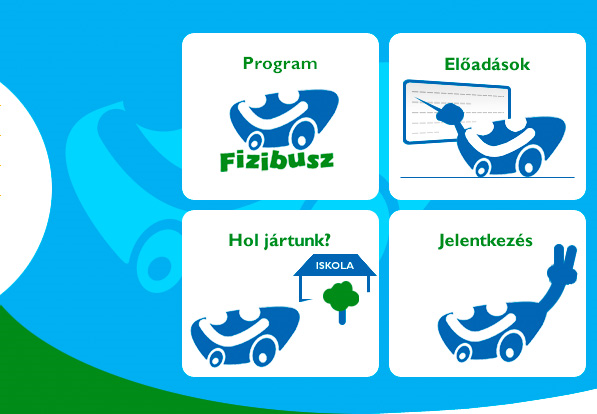 Program
Előadások
Fizibusz
Hol jártunk?
Jelentkezés
ISKOLA